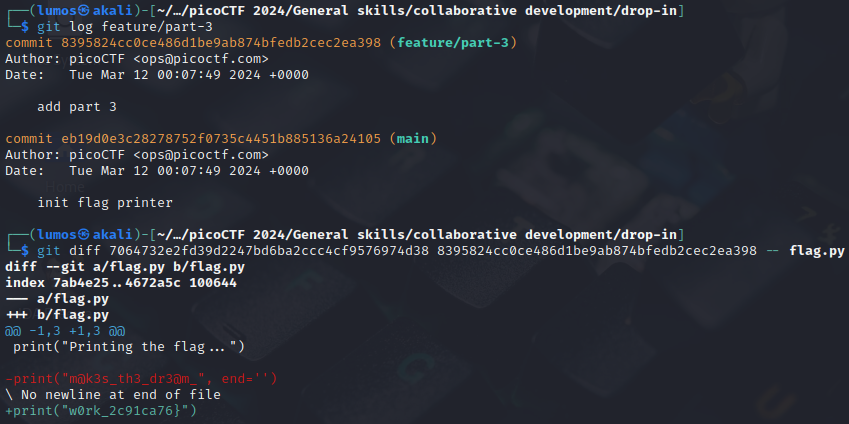 ┌──(lumos㉿akali)-[~/…/picoCTF 2024/General skills/collaborative development/drop-in]
└─$ git log feature/part-3
commit 8395824cc0ce486d1be9ab874bfedb2cec2ea398 (feature/part-3)
Author: picoCTF <ops@picoctf.com>
Date:   Tue Mar 12 00:07:49 2024 +0000
    add part 3
commit eb19d0e3c28278752f0735c4451b885136a24105 (main)
Author: picoCTF <ops@picoctf.com>
Date:   Tue Mar 12 00:07:49 2024 +0000
    init flag printer
┌──(lumos㉿akali)-[~/…/picoCTF 2024/General skills/collaborative development/drop-in]
└─$ git diff 7064732e2fd39d2247bd6ba2ccc4cf9576974d38 8395824cc0ce486d1be9ab874bfedb2cec2ea398 -- flag.py
diff --git a/flag.py b/flag.py
index 7ab4e25..4672a5c 100644
--- a/flag.py
+++ b/flag.py
@@ -1,3 +1,3 @@
 print("Printing the flag...")
-print("m@k3s_th3_dr3@m_", end='')
\ No newline at end of file
+print("w0rk_2c91ca76}")